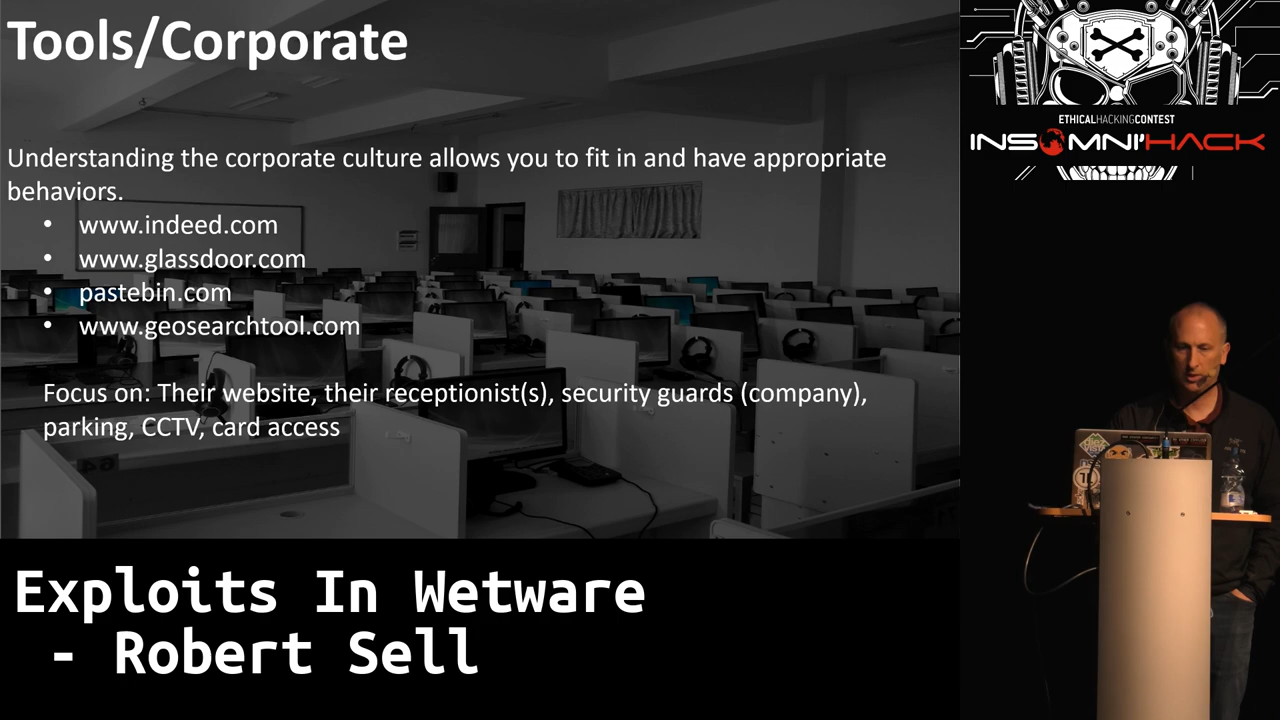 Tools/Corporate
Understanding the corporate culture allows you to fit in and have appropriate
behaviors.
• www.indeed.com
• www.glassdoor.com
• pastebin.com
• www.geosearchtool.com
Focus on: Their website, their receptionist(s), security guards (company),
parking, CCTV, card access
Exploits In Wetware
- Robert Sell
ETHICALHACKINGCONTEST
INSOMNI'HACK